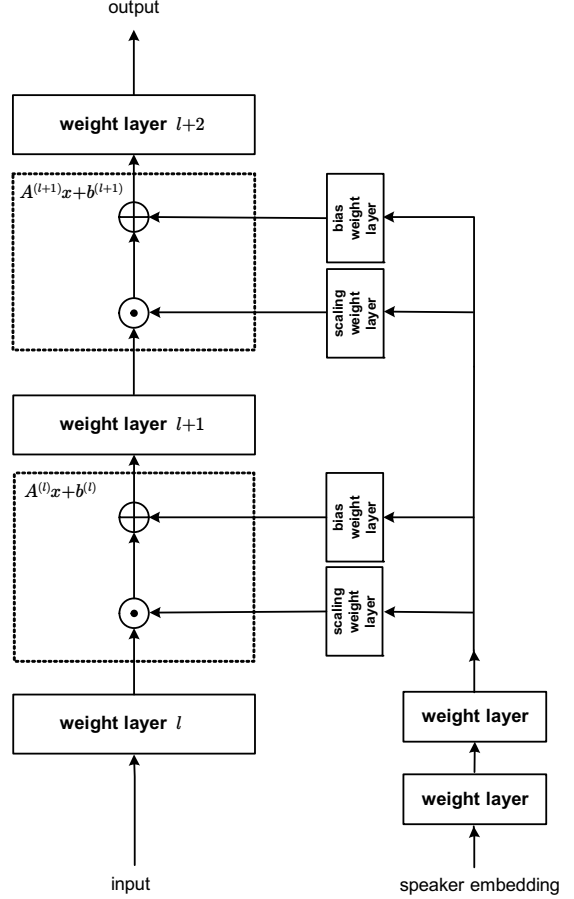 output
weight layer l+2
A^(l+1)x+b^(l+1)
bias
weight
layer
scaling
weight
layer
weight layer l+1
A^(l)x+b^(l)
bias
weight
layer
scaling
weight
layer
weight layer l
weight layer
weight layer
input
speaker embedding